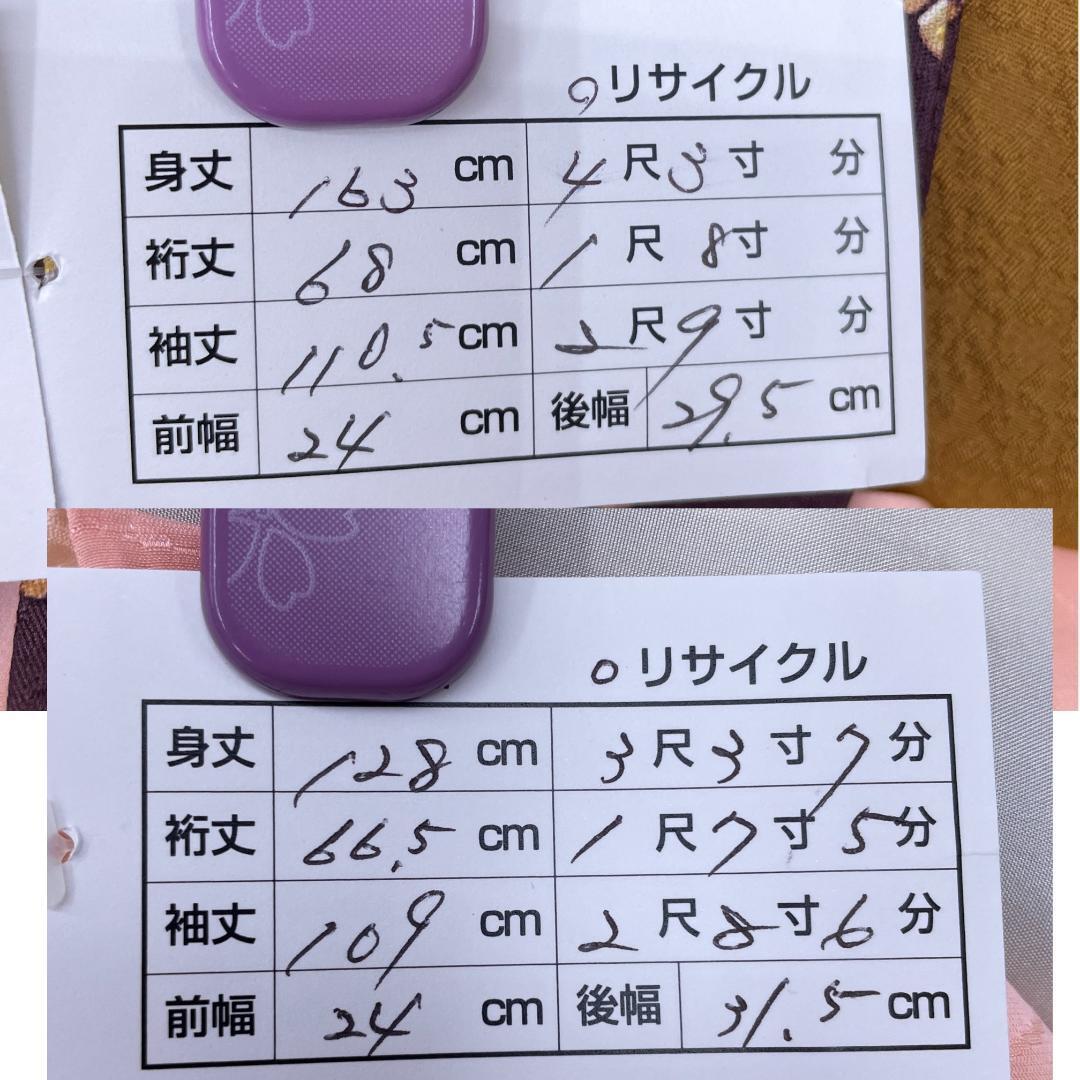 ○リサイクル
身丈 163 cm 4尺3寸 分
裄丈 68 cm 1尺8寸 分
袖丈 110.5cm 2尺9寸 分
前幅 24 cm 後幅 29.5 cm
○リサイクル
身丈 128 cm 3尺3寸7分
裄丈 66.5 cm 1尺7寸5分
袖丈 109 cm 2尺8寸6分
前幅 24 cm 後幅 31.5 cm